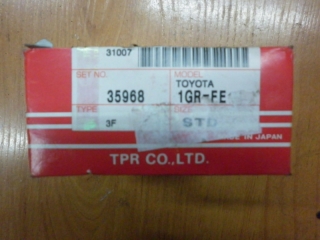 31007
SET NO.
MODEL
TOYOTA
35968
1GR-FE
TYPE
3F
STD
IN JAPAN
TPR CO.,LTD.